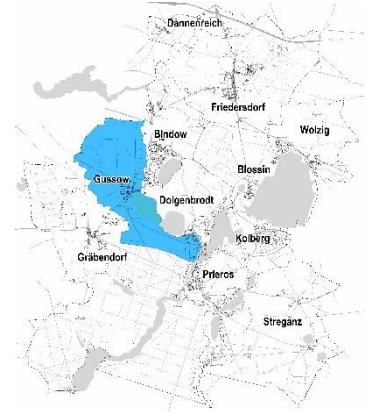 Dannenreich
Friedersdorf
Wolzig
Bindow
Blossin
Gussow
Dolgenbrodt
Kolberg
Gräbendorf
Prieros
Streganz